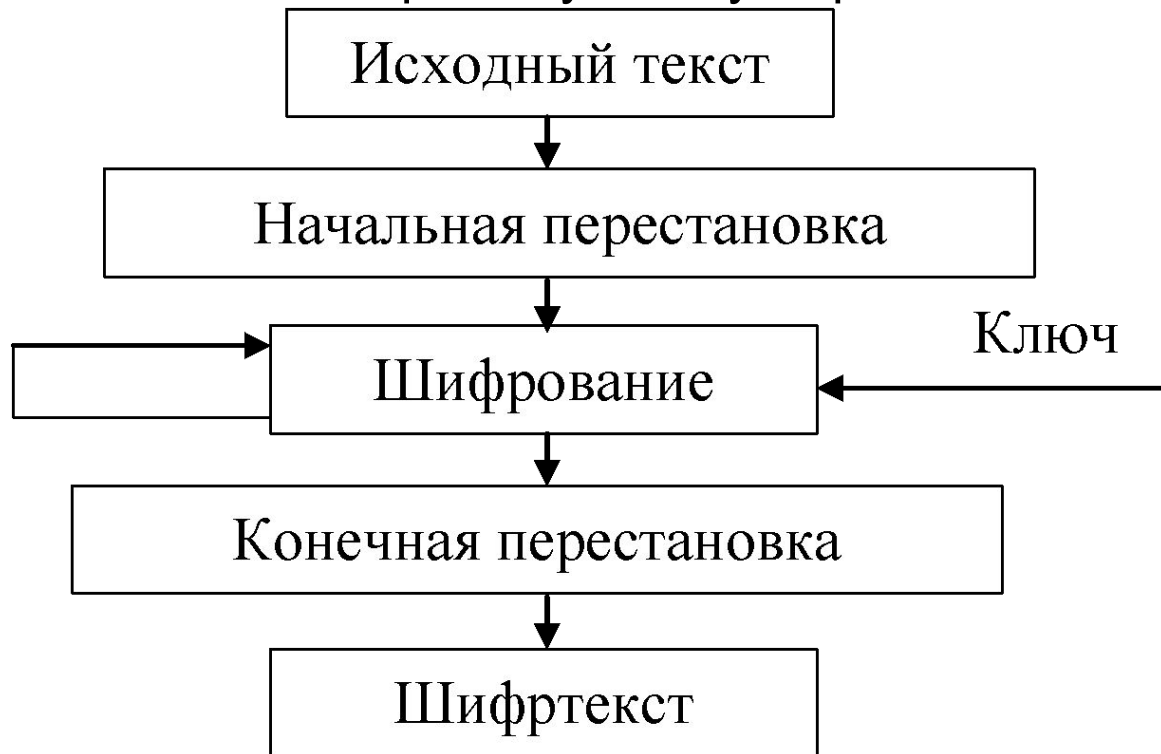 Исходный текст
Начальная перестановка
Ключ
Шифрование
Конечная перестановка
Шифртекст